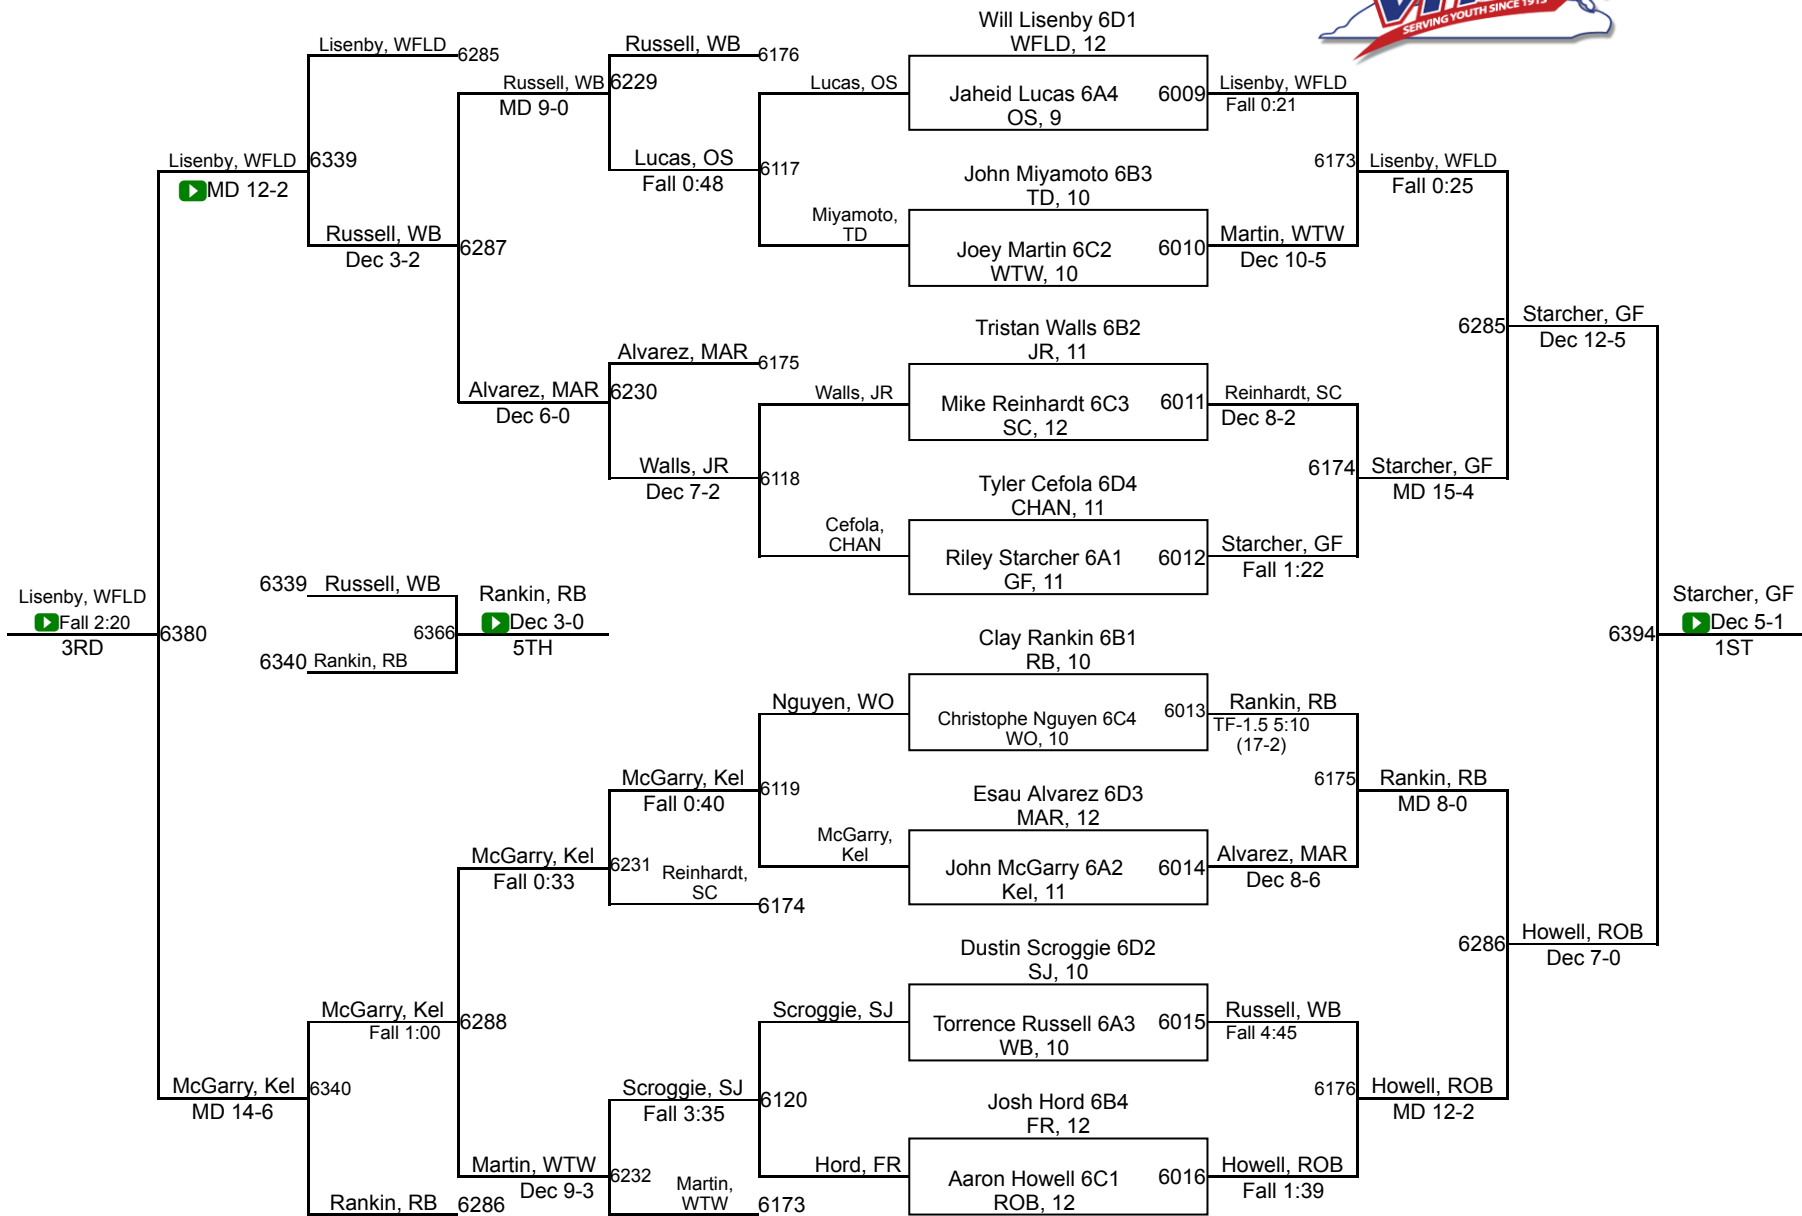 SERVING YOUTH SINCE 1913
Will Lisenby 6D1
WFLD, 12
Lisenby, WFLD
6285
Russell, WB
6176
Russell, WB
6229
MD 9-0
Lucas, OS
Jaheid Lucas 6A4
OS, 9
6009
Lisenby, WFLD
Fall 0:21
Lisenby, WFLD
6339
MD 12-2
Lucas, OS
Fall 0:48
6117
John Miyamoto 6B3
TD, 10
6173
Lisenby, WFLD
Fall 0:25
Russell, WB
Dec 3-2
6287
Miyamoto,
TD
Joey Martin 6C2
WTW, 10
6010
Martin, WTW
Dec 10-5
Tristan Walls 6B2
JR, 11
6285
Starcher, GF
Dec 12-5
Alvarez, MAR
6175
Alvarez, MAR
6230
Dec 6-0
Walls, JR
Mike Reinhardt 6C3
SC, 12
6011
Reinhardt, SC
Dec 8-2
Walls, JR
Dec 7-2
6118
Tyler Cefola 6D4
CHAN, 11
6174
Starcher, GF
MD 15-4
Cefola,
CHAN
Riley Starcher 6A1
GF, 11
6012
Starcher, GF
Fall 1:22
Lisenby, WFLD
Fall 2:20
3RD
6380
6339
Russell, WB
6340
Rankin, RB
6366
Rankin, RB
Dec 3-0
5TH
Clay Rankin 6B1
RB, 10
6394
Starcher, GF
Dec 5-1
1ST
Nguyen, WO
Christophe Nguyen 6C4
WO, 10
6013
Rankin, RB
TF-1.5 5:10
(17-2)
McGarry, Kel
Fall 0:40
6119
Esau Alvarez 6D3
MAR, 12
6175
Rankin, RB
MD 8-0
McGarry, Kel
Fall 0:33
6231
Reinhardt,
SC
6174
McGarry,
Kel
John McGarry 6A2
Kel, 11
6014
Alvarez, MAR
Dec 8-6
Dustin Scroggie 6D2
SJ, 10
6286
Howell, ROB
Dec 7-0
McGarry, Kel
Fall 1:00
6288
Scroggie, SJ
Torrence Russell 6A3
WB, 10
6015
Russell, WB
Fall 4:45
McGarry, Kel
MD 14-6
6340
Scroggie, SJ
Fall 3:35
6120
Josh Hord 6B4
FR, 12
6176
Howell, ROB
MD 12-2
Martin, WTW
Dec 9-3
6232
Martin,
WTW
6173
Hord, FR
Aaron Howell 6C1
ROB, 12
6016
Howell, ROB
Fall 1:39
Rankin, RB
6286